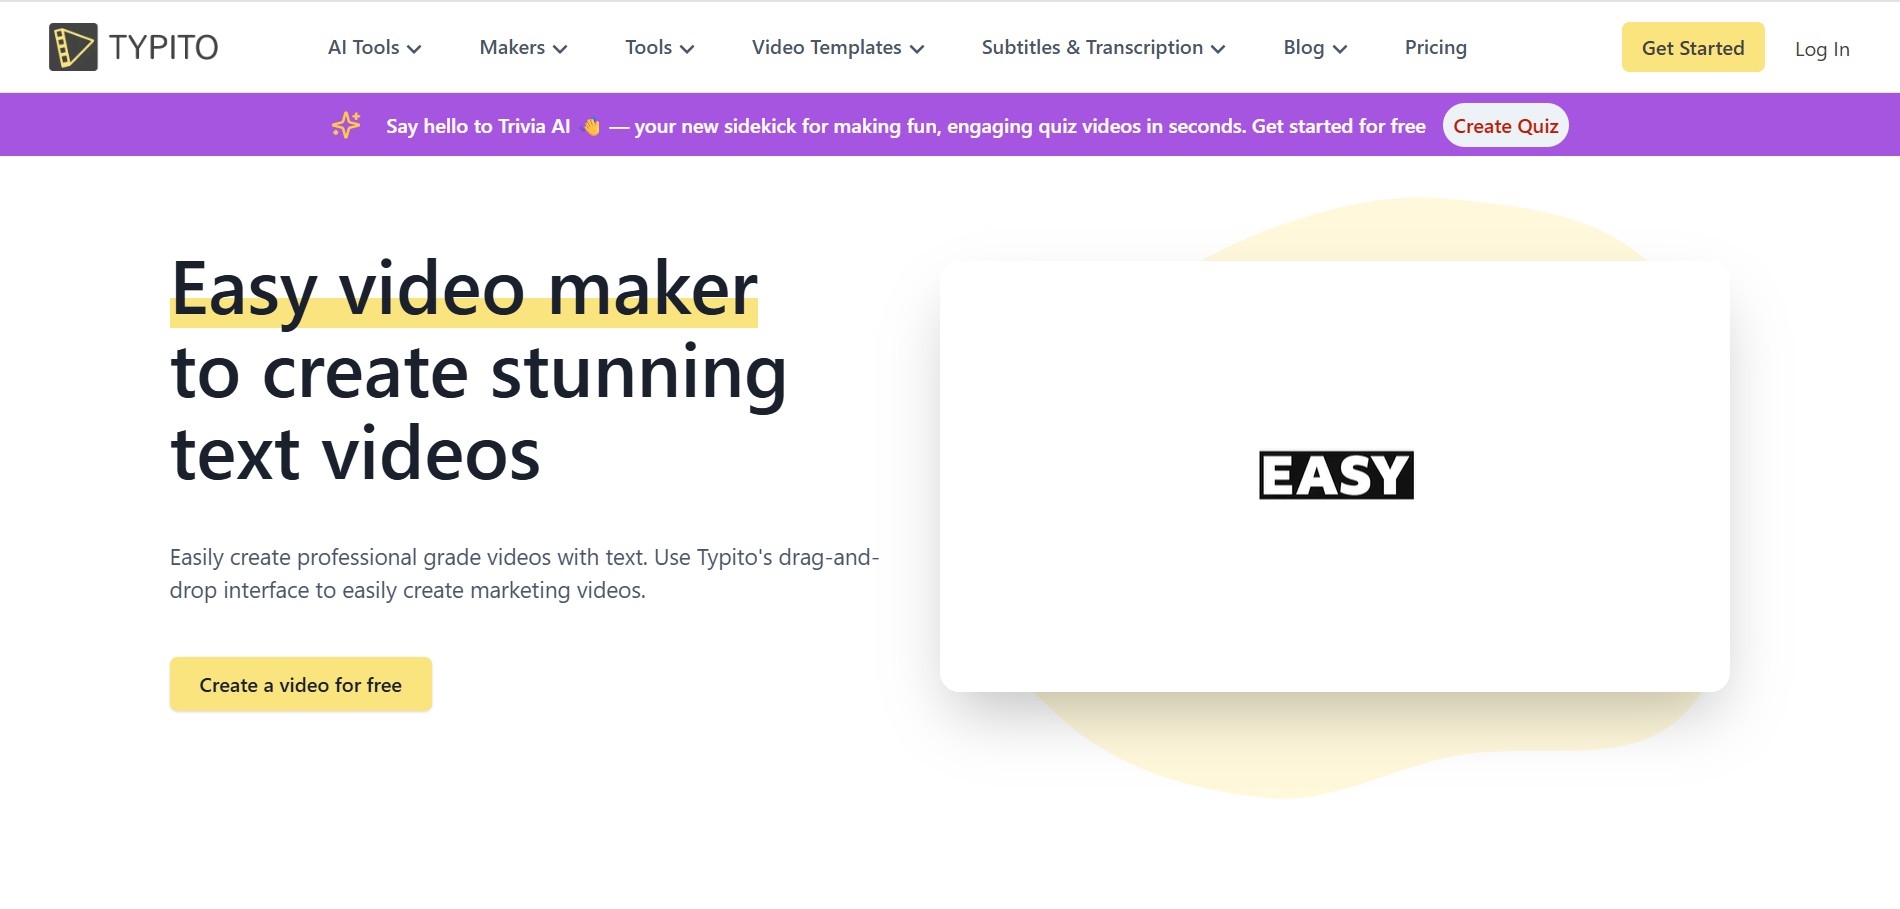 TYPITO
AI Tools
Makers
Tools
Video Templates
Subtitles & Transcription
Blog
Pricing
Get Started
Log In
Say hello to Trivia AI 👋 — your new sidekick for making fun, engaging quiz videos in seconds. Get started for free
Create Quiz
Easy video maker
to create stunning
text videos
Easily create professional grade videos with text. Use Typito's drag-and-
drop interface to easily create marketing videos.
Create a video for free
EASY